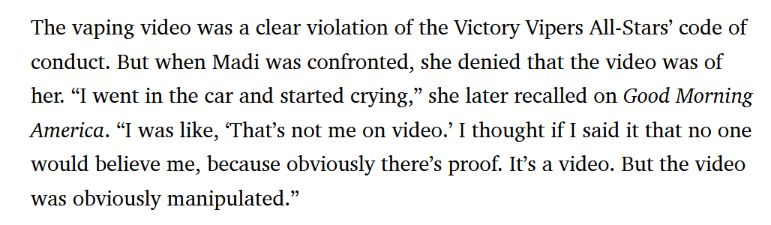 The vaping video was a clear violation of the Victory Vipers All-Stars’ code of
conduct. But when Madi was confronted, she denied that the video was of
her. “I went in the car and started crying,” she later recalled on Good Morning
America. “I was like, ‘That’s not me on video.’ I thought if I said it that no one
would believe me, because obviously there’s proof. It’s a video. But the video
was obviously manipulated.”